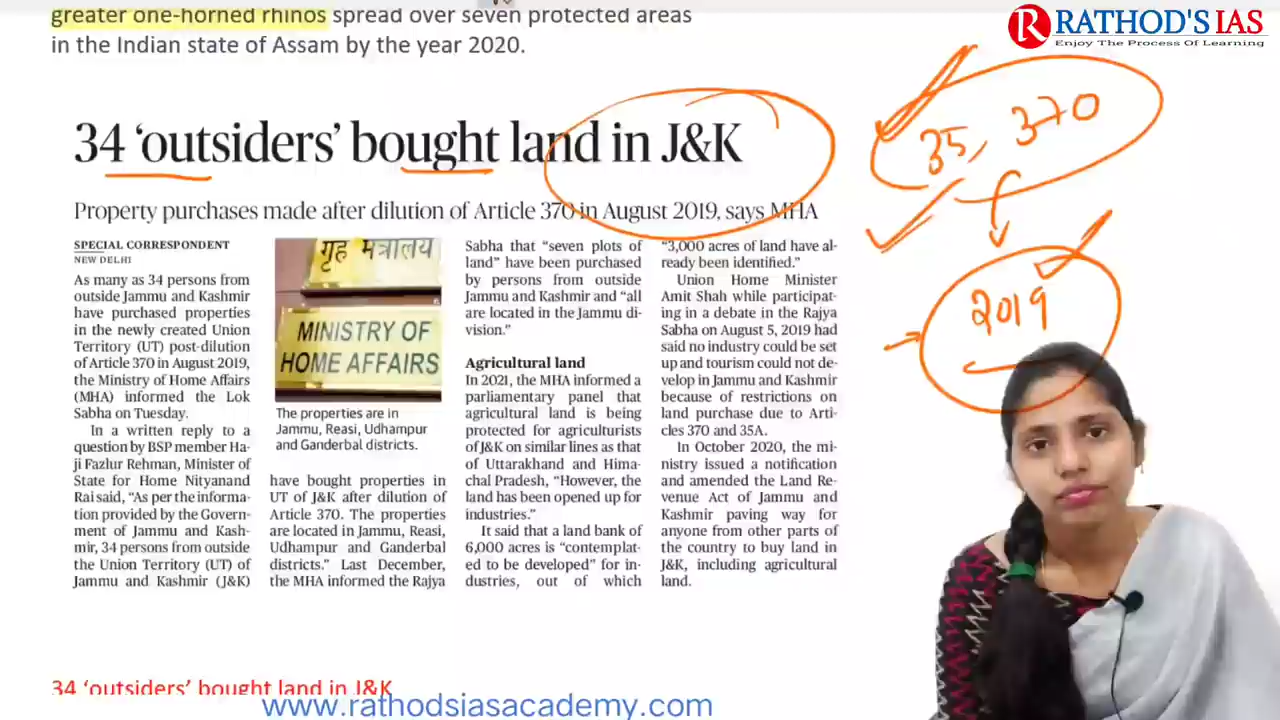 greater one-horned rhinos spread over seven protected areas
in the Indian state of Assam by the year 2020.
R RATHOD'S IAS
Enjoy The Process Of Learning
35, 370
2019
34 ‘outsiders’ bought land in J&K
Property purchases made after dilution of Article 370 in August 2019, says MHA
SPECIAL CORRESPONDENT
NEW DELHI
As many as 34 persons from
outside Jammu and Kashmir
have purchased properties
in the newly created Union
Territory (UT) post-dilution
of Article 370 in August 2019,
the Ministry of Home Affairs
(MHA) informed the Lok
Sabha on Tuesday.
In a written reply to a
question by BSP member Ha-
ji Fazlur Rehman, Minister of
State for Home Nityanand
Rai said, “As per the informa-
tion provided by the Govern-
ment of Jammu and Kash-
mir, 34 persons from outside
the Union Territory (UT) of
Jammu and Kashmir (J&K)
गृह मंत्रालय
MINISTRY OF
HOME AFFAIRS
The properties are in
Jammu, Reasi, Udhampur
and Ganderbal districts.
have bought properties in
UT of J&K after dilution of
Article 370. The properties
are located in Jammu, Reasi,
Udhampur and Ganderbal
districts.” Last December,
the MHA informed the Rajya
Sabha that “seven plots of
land” have been purchased
by persons from outside
Jammu and Kashmir and “all
are located in the Jammu di-
vision.”
Agricultural land
In 2021, the MHA informed a
parliamentary panel that
agricultural land is being
protected for agriculturists
of J&K on similar lines as that
of Uttarakhand and Hima-
chal Pradesh, “However, the
land has been opened up for
industries.”
It said that a land bank of
6,000 acres is “contemplat-
ed to be developed” for in-
dustries, out of which
“3,000 acres of land have al-
ready been identified.”
Union Home Minister
Amit Shah while participat-
ing in a debate in the Rajya
Sabha on August 5, 2019 had
said no industry could be set
up and tourism could not de-
velop in Jammu and Kashmir
because of restrictions on
land purchase due to Arti-
cles 370 and 35A.
In October 2020, the mi-
nistry issued a notification
and amended the Land Re-
venue Act of Jammu and
Kashmir paving way for
anyone from other parts of
the country to buy land in
J&K, including agricultural
land.
34 ‘outsiders’ bought land in J&K
www.rathodsiasacademy.com